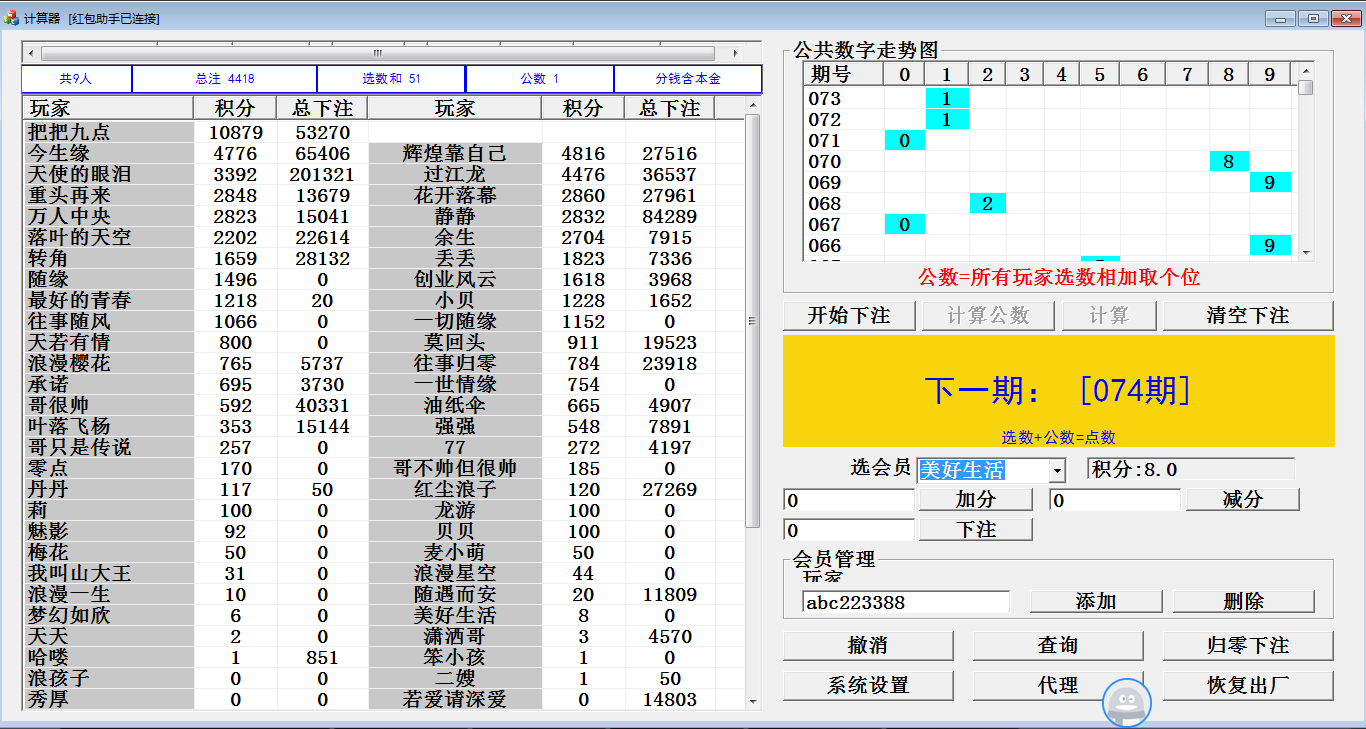 计算器 [红包助手已连接]
共9人 总注 4418 选数和 51 公数 1 分钱含本金
玩家 积分 总下注 玩家 积分 总下注
把把九点 10879 53270
今生缘 4776 65406 辉煌靠自己 4816 27516
天使的眼泪 3392 201321 过江龙 4476 36537
重头再来 2848 13679 花开落幕 2860 27961
万人中央 2823 15041 静静 2832 84289
落叶的天空 2202 22614 余生 2704 7915
转角 1659 28132 丢丢 1823 7336
随缘 1496 0 创业风云 1618 3968
最好的青春 1218 20 小贝 1228 1652
往事随风 1066 0 一切随缘 1152 0
天若有情 800 0 莫回头 911 19523
浪漫樱花 765 5737 往事归零 784 23918
承诺 695 3730 一世情缘 754 0
哥很帅 592 40331 油纸伞 665 4907
叶落飞杨 353 15144 强强 548 7891
哥只是传说 257 0 77 272 4197
零点 170 0 哥不帅但很帅 185 0
丹丹 117 50 红尘浪子 120 27269
莉 100 0 龙游 100 0
魅影 92 0 贝贝 100 0
梅花 50 0 麦小萌 50 0
我叫山大王 31 0 浪漫星空 44 0
浪漫一生 10 0 随遇而安 20 11809
梦幻如欣 6 0 美好生活 8 0
天天 2 0 潇洒哥 3 4570
哈喽 1 851 笨小孩 1 0
浪孩子 0 0 二嫂 1 50
秀厚 0 0 若爱请深爱 0 14803
公共数字走势图
期号 0 1 2 3 4 5 6 7 8 9
073 1
072 1
071 0
070 8
069 9
068 2
067 0
066 9
公数=所有玩家选数相加取个位
开始下注 计算公数 计算 清空下注
下一期： [074期]
选数+公数=点数
选会员 美好生活 积分:8.0
0 加分 0 减分
0 下注
会员管理
玩家
abc223388 添加 删除
撤消 查询 归零下注
系统设置 代理 恢复出厂